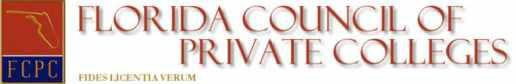 FLORIDA COUNCIL OF
PRIVATE COLLEGES
FCPC
FIDES LICENTIA VERUM